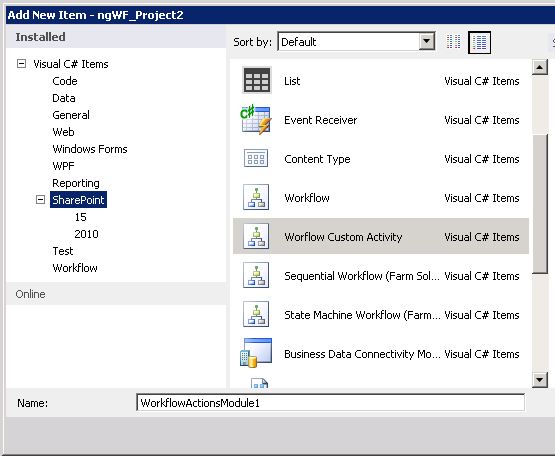 Add New Item - ngWF_Project2
Installed
Sort by: Default
Visual C# Items
Code
Data
General
Web
Windows Forms
WPF
Reporting
SharePoint
15
2010
Test
Workflow
Online
List Visual C# Items
Event Receiver Visual C# Items
Content Type Visual C# Items
Workflow Visual C# Items
Worflow Custom Activity Visual C# Items
Sequential Workflow (Farm Sol... Visual C# Items
State Machine Workflow (Farm... Visual C# Items
Business Data Connectivity Mo... Visual C# Items
Name: WorkflowActionsModule1